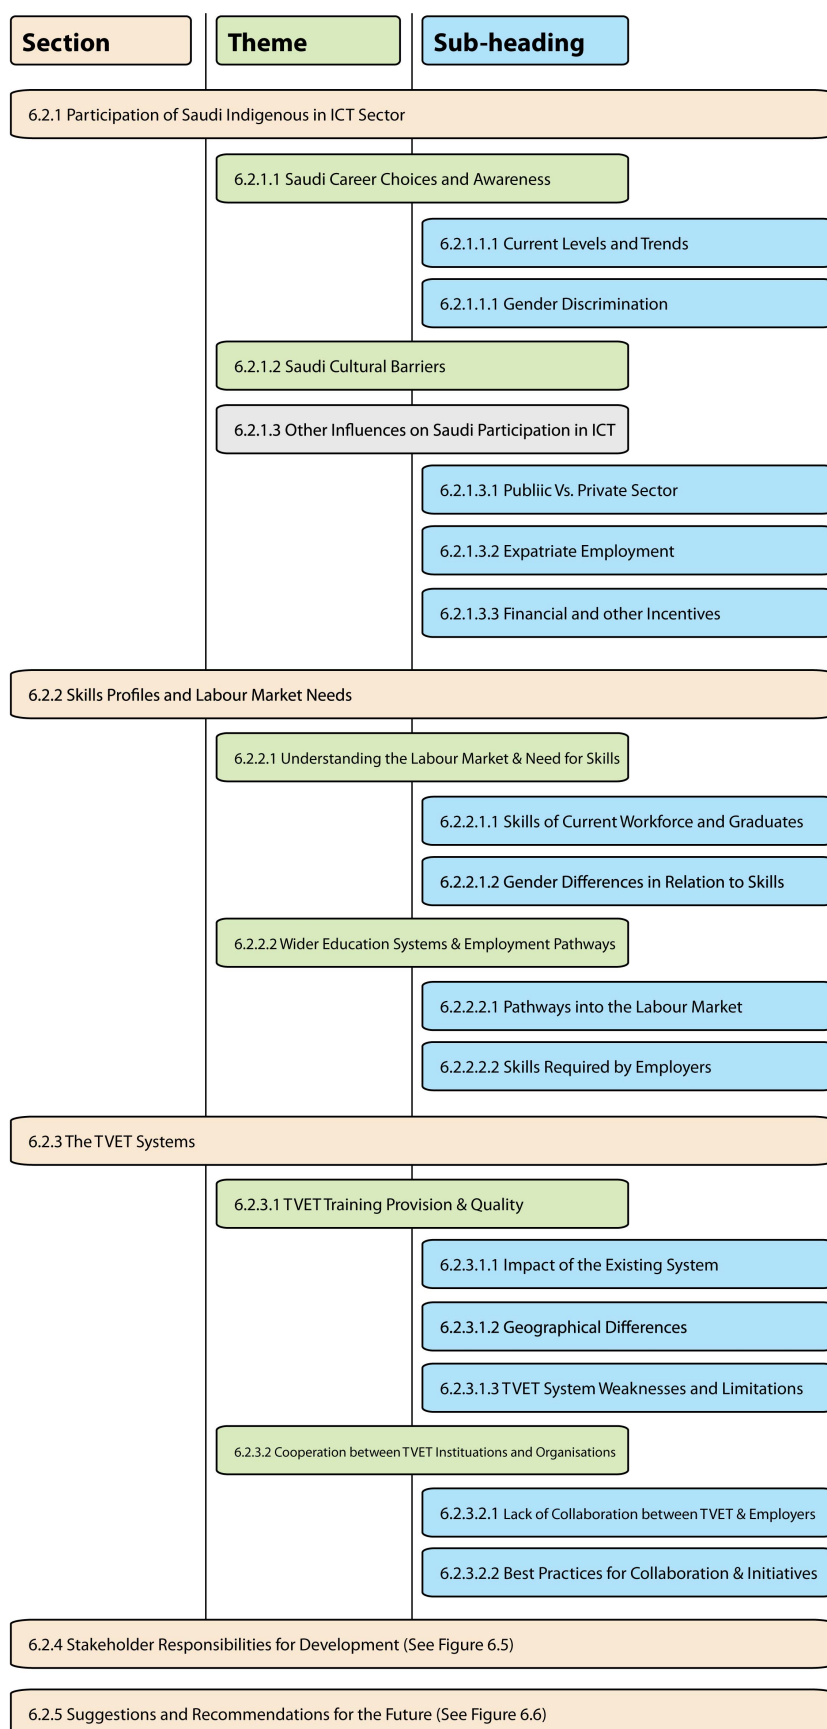 Section Theme Sub-heading
6.2.1 Participation of Saudi Indigenous in ICT Sector
6.2.1.1 Saudi Career Choices and Awareness
6.2.1.1.1 Current Levels and Trends
6.2.1.1.1 Gender Discrimination
6.2.1.2 Saudi Cultural Barriers
6.2.1.3 Other Influences on Saudi Participation in ICT
6.2.1.3.1 Publiic Vs. Private Sector
6.2.1.3.2 Expatriate Employment
6.2.1.3.3 Financial and other Incentives
6.2.2 Skills Profiles and Labour Market Needs
6.2.2.1 Understanding the Labour Market & Need for Skills
6.2.2.1.1 Skills of Current Workforce and Graduates
6.2.2.1.2 Gender Differences in Relation to Skills
6.2.2.2 Wider Education Systems & Employment Pathways
6.2.2.2.1 Pathways into the Labour Market
6.2.2.2.2 Skills Required by Employers
6.2.3 The TVET Systems
6.2.3.1 TVET Training Provision & Quality
6.2.3.1.1 Impact of the Existing System
6.2.3.1.2 Geographical Differences
6.2.3.1.3 TVET System Weaknesses and Limitations
6.2.3.2 Cooperation between TVET Instituations and Organisations
6.2.3.2.1 Lack of Collaboration between TVET & Employers
6.2.3.2.2 Best Practices for Collaboration & Initiatives
6.2.4 Stakeholder Responsibilities for Development (See Figure 6.5)
6.2.5 Suggestions and Recommendations for the Future (See Figure 6.6)